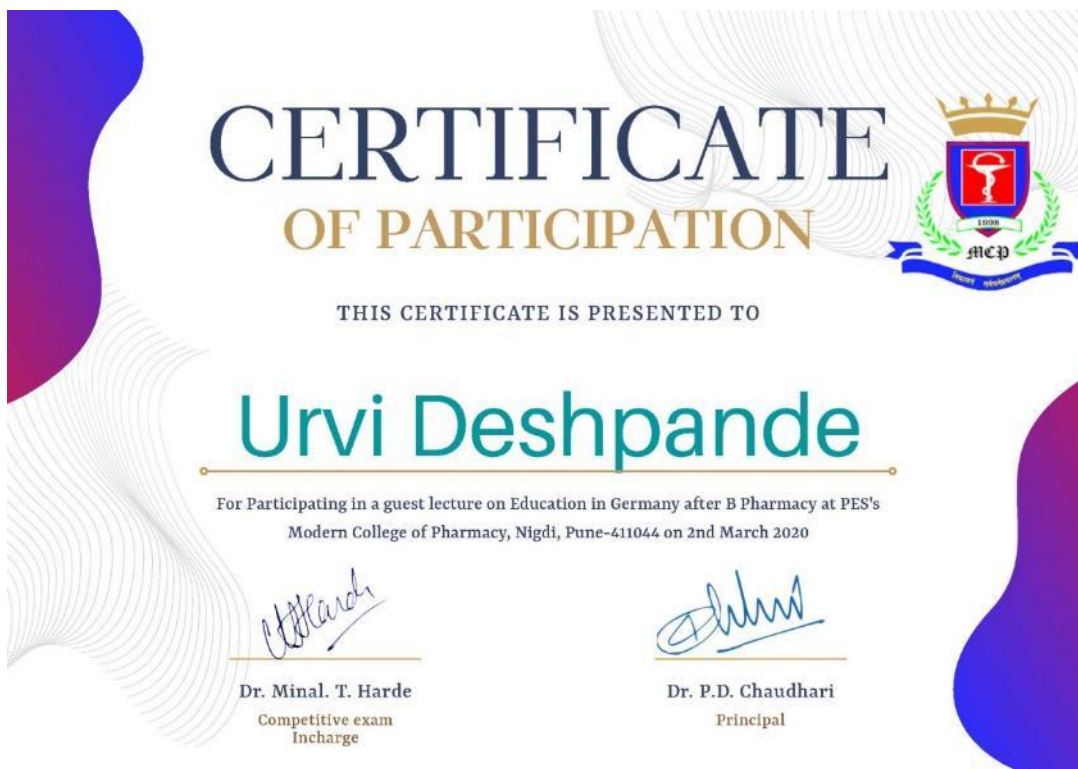 CERTIFICATE
OF PARTICIPATION
1998
MCP
THIS CERTIFICATE IS PRESENTED TO
Urvi Deshpande
For Participating in a guest lecture on Education in Germany after B Pharmacy at PES's
Modern College of Pharmacy, Nigdi, Pune-411044 on 2nd March 2020
Dr. Minal. T. Harde
Competitive exam
Incharge
Dr. P.D. Chaudhari
Principal